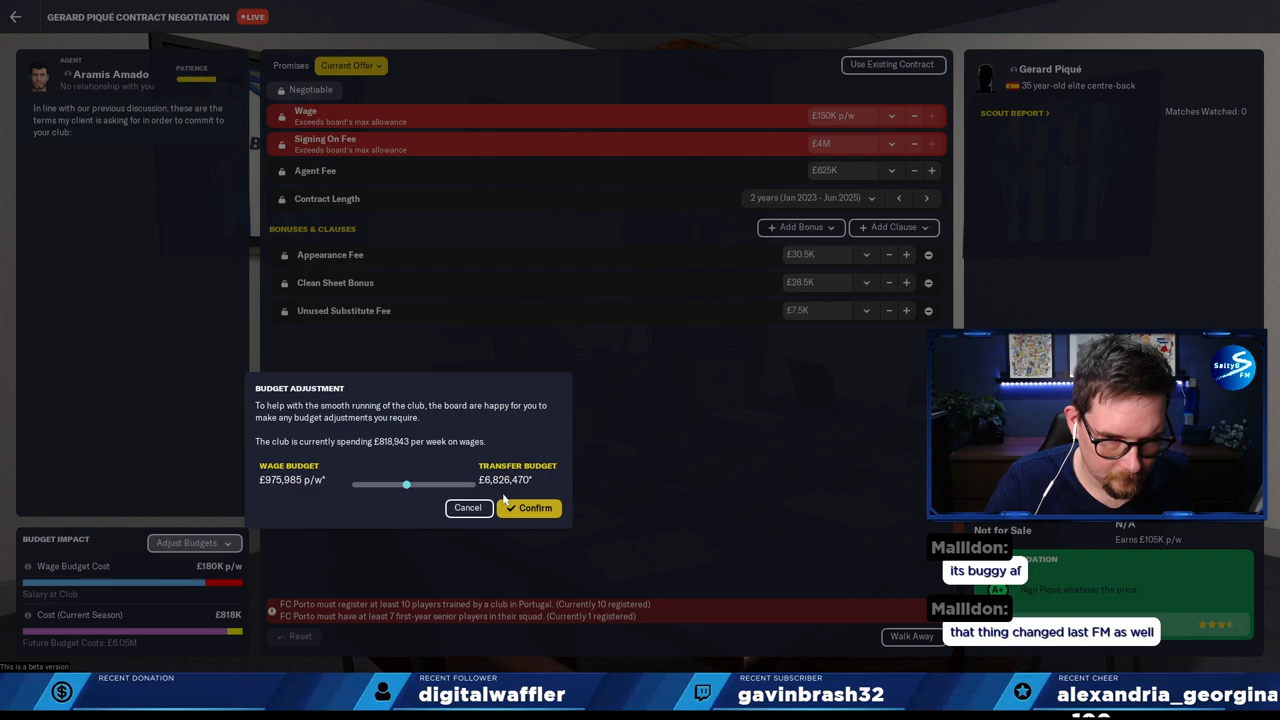 GERARD PIQUÉ CONTRACT NEGOTIATION
LIVE
AGENT
Aramis Amado
No relationship with you
PATIENCE
In line with our previous discussion, these are the
terms my client is asking for in order to commit to
your club:
Promises
Current Offer
Use Existing Contract
Negotiable
Wage
Exceeds board's max allowance
£150K p/w
Signing On Fee
Exceeds board's max allowance
£4M
Agent Fee
£625K
Contract Length
2 years (Jan 2023 - Jun 2025)
BONUSES & CLAUSES
Add Bonus
Add Clause
Appearance Fee
£30.5K
Clean Sheet Bonus
£28.5K
Unused Substitute Fee
£7.5K
Gerard Piqué
35 year-old elite centre-back
SCOUT REPORT >
Matches Watched: 0
BUDGET ADJUSTMENT
To help with the smooth running of the club, the board are happy for you to
make any budget adjustments you require.
The club is currently spending £818,943 per week on wages.
WAGE BUDGET
£975,985 p/w*
TRANSFER BUDGET
£6,826,470*
Cancel
Confirm
SaltyB
FM
BUDGET IMPACT
Adjust Budgets
Wage Budget Cost
£180K p/w
Salary at Club
Cost (Current Season)
£818K
Future Budget Costs: £6.05M
FC Porto must register at least 10 players trained by a club in Portugal. (Currently 10 registered)
FC Porto must have at least 7 first-year senior players in their squad. (Currently 1 registered)
Reset
Walk Away
Not for Sale
N/A
Earns £105K p/w
DATION
A+
Sign Piqué whatever the price.
Mallldon:
its buggy af
Mallldon:
that thing changed last FM as well
This is a beta version
RECENT DONATION
RECENT FOLLOWER
digitalwaffler
RECENT SUBSCRIBER
gavinbrash32
RECENT CHEER
alexandria_georgina